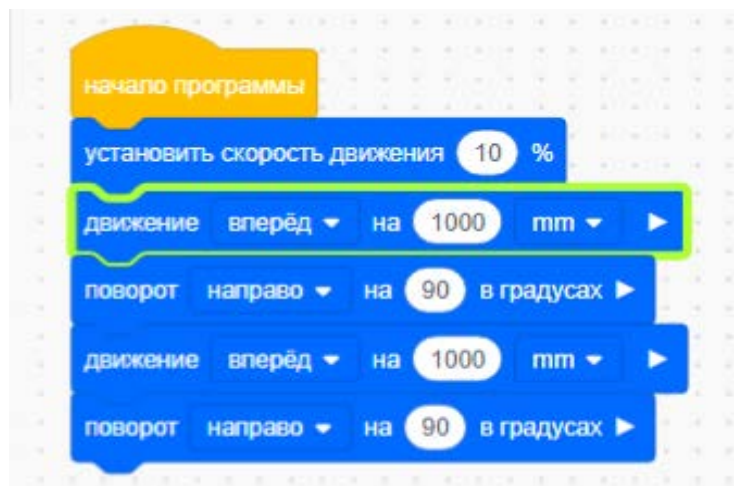 начало программы
установить скорость движения 10 %
движение вперёд на 1000 mm
поворот направо на 90 в градусах
движение вперёд на 1000 mm
поворот направо на 90 в градусах